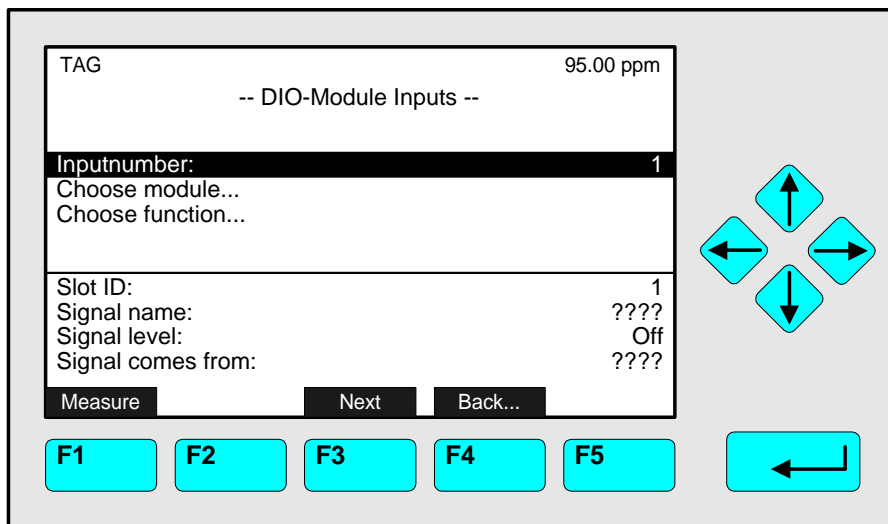 TAG 95.00 ppm
-- DIO-Module Inputs --
Inputnumber: 1
Choose module...
Choose function...
Slot ID: 1
Signal name: ????
Signal level: Off
Signal comes from: ????
Measure Next Back...
F1 F2 F3 F4 F5